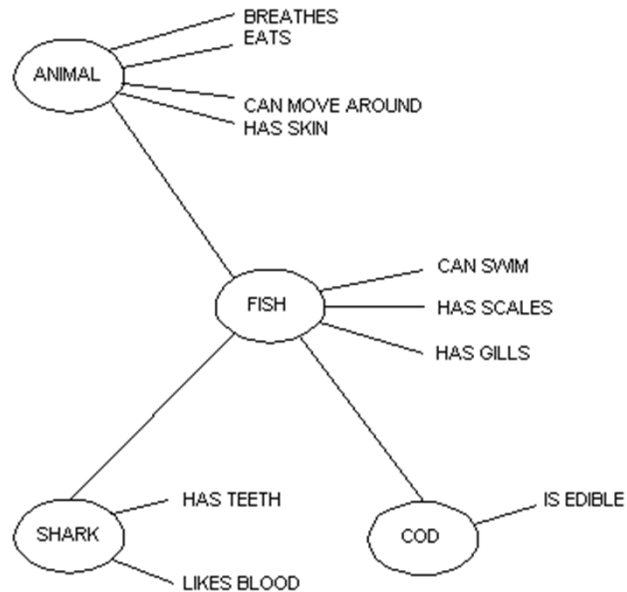 BREATHES
EATS
ANIMAL
CAN MOVE AROUND
HAS SKIN
CAN SWIM
FISH
HAS SCALES
HAS GILLS
HAS TEETH
IS EDIBLE
SHARK
COD
LIKES BLOOD